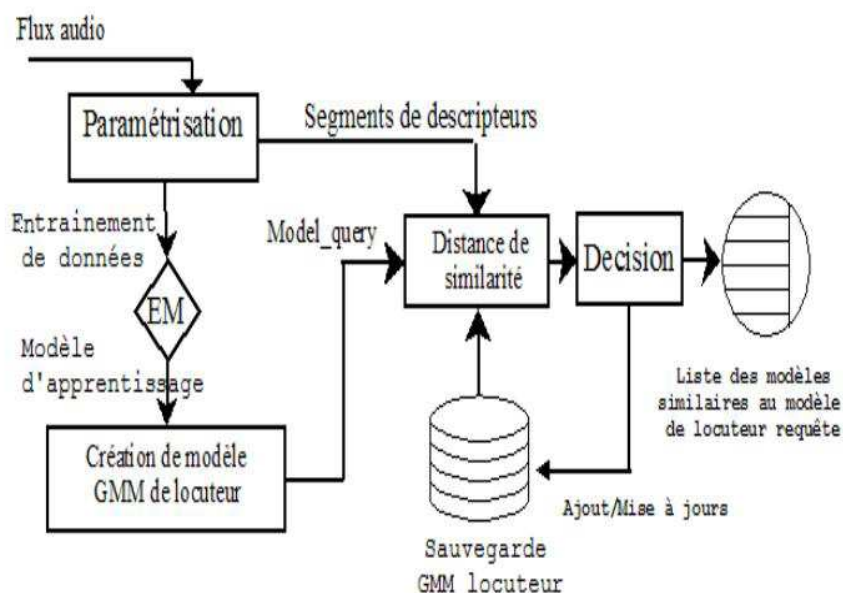 Flux audio
Paramétrisation
Segments de descripteurs
Entrainement
de données
Model_query
Distance de
similarité
Decision
EM
Modèle
d'apprentissage
Liste des modèles
similaires au modèle
de locuteur requête
Création de modèle
GMM de locuteur
Ajout/Mise à jours
Sauvegarde
GMM locuteur